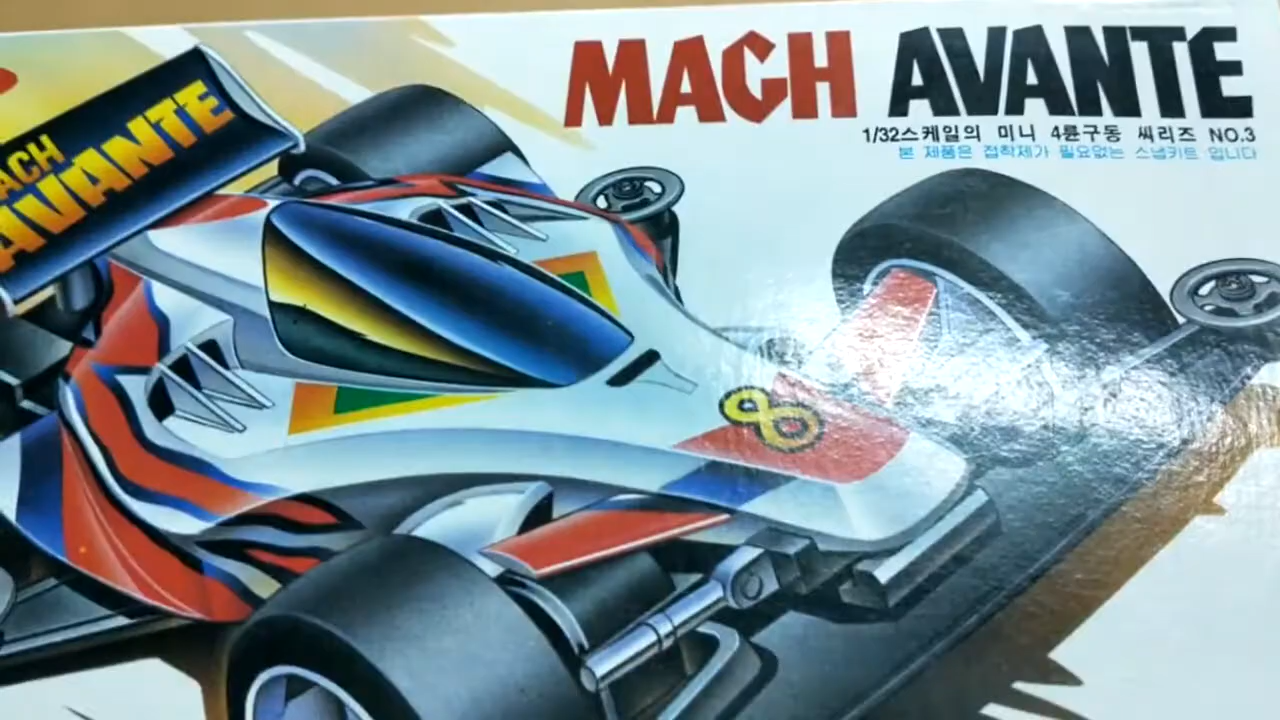 MACH AVANTE
1/32스케일의 미니 4륜구동 씨리즈 NO.3
본 제품은 접착제가 필요없는 스냅키트 입니다
ACH
AVANTE
8